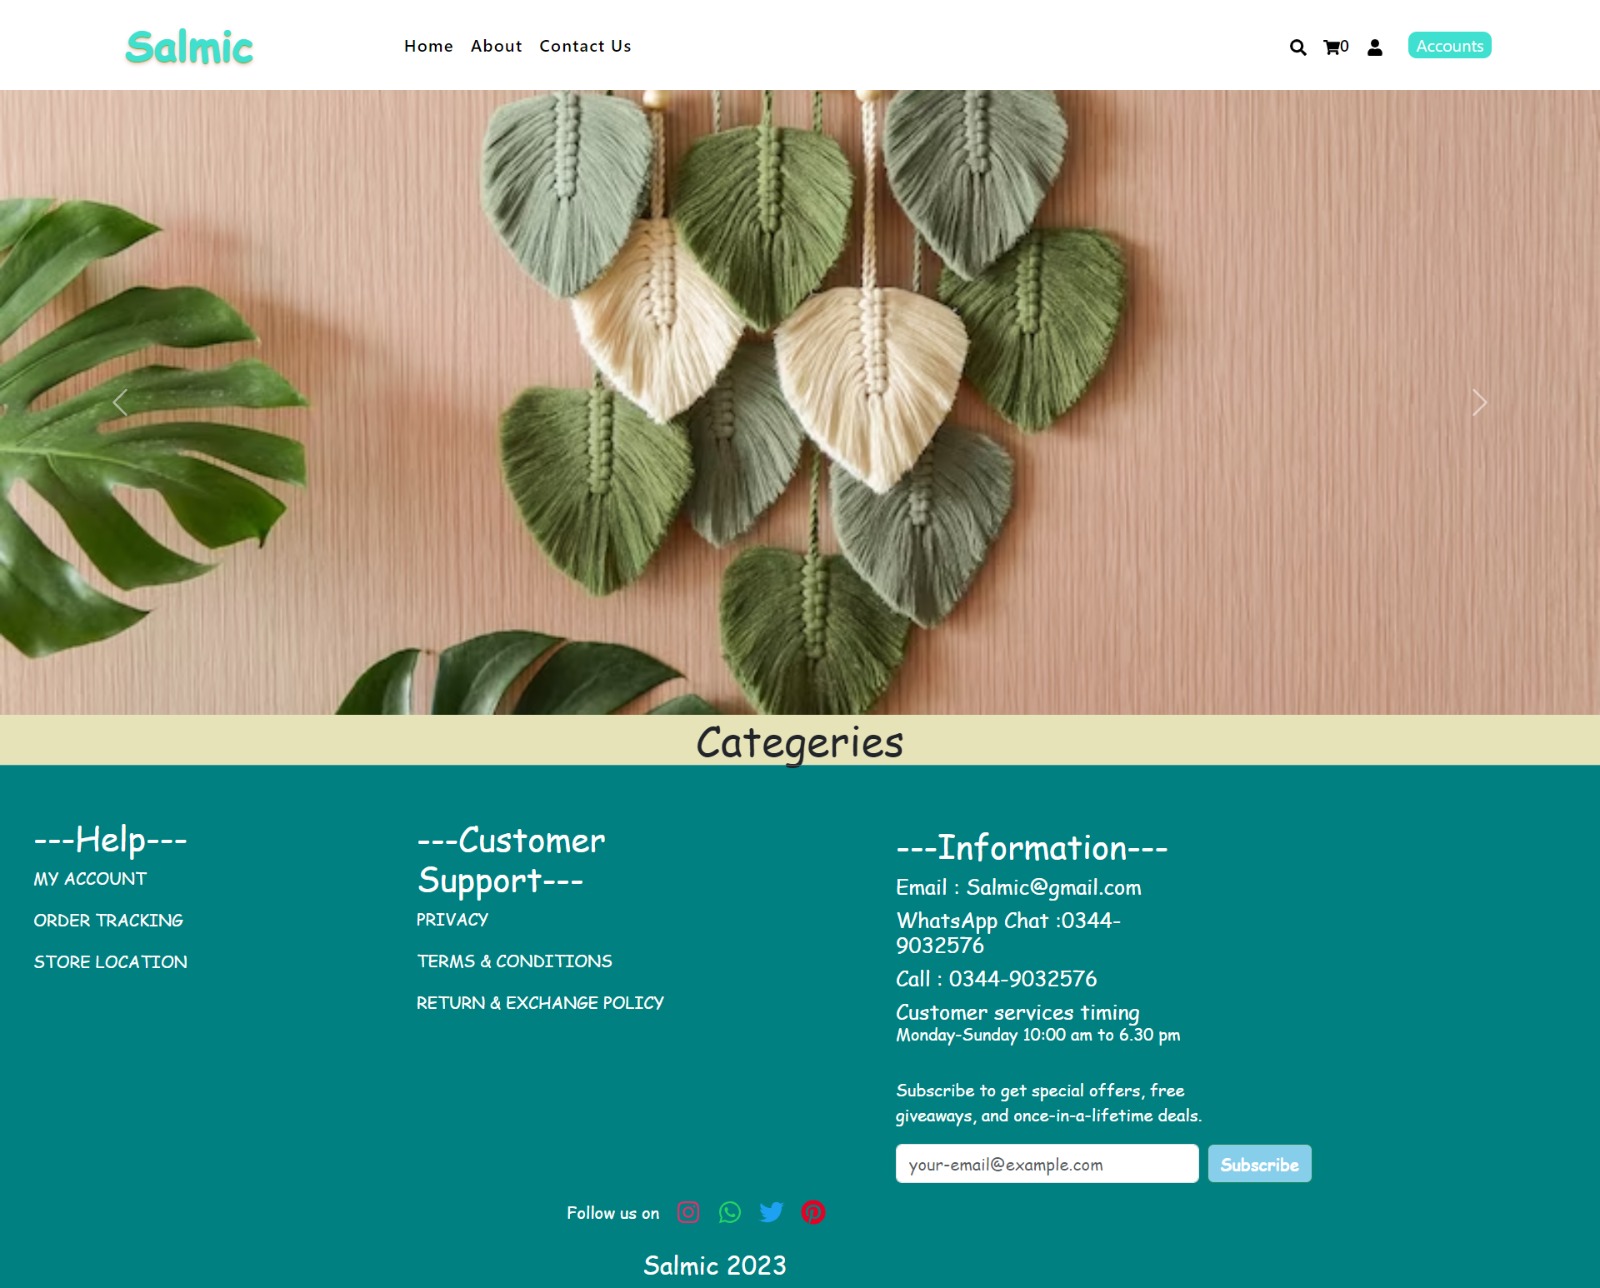 Salmic
Home About Contact Us
0
Accounts
Categeries
---Help---
MY ACCOUNT
ORDER TRACKING
STORE LOCATION
---Customer
Support---
PRIVACY
TERMS & CONDITIONS
RETURN & EXCHANGE POLICY
---Information---
Email : Salmic@gmail.com
WhatsApp Chat :0344-
9032576
Call : 0344-9032576
Customer services timing
Monday-Sunday 10:00 am to 6.30 pm
Subscribe to get special offers, free
giveaways, and once-in-a-lifetime deals.
your-email@example.com
Subscribe
Follow us on
Salmic 2023